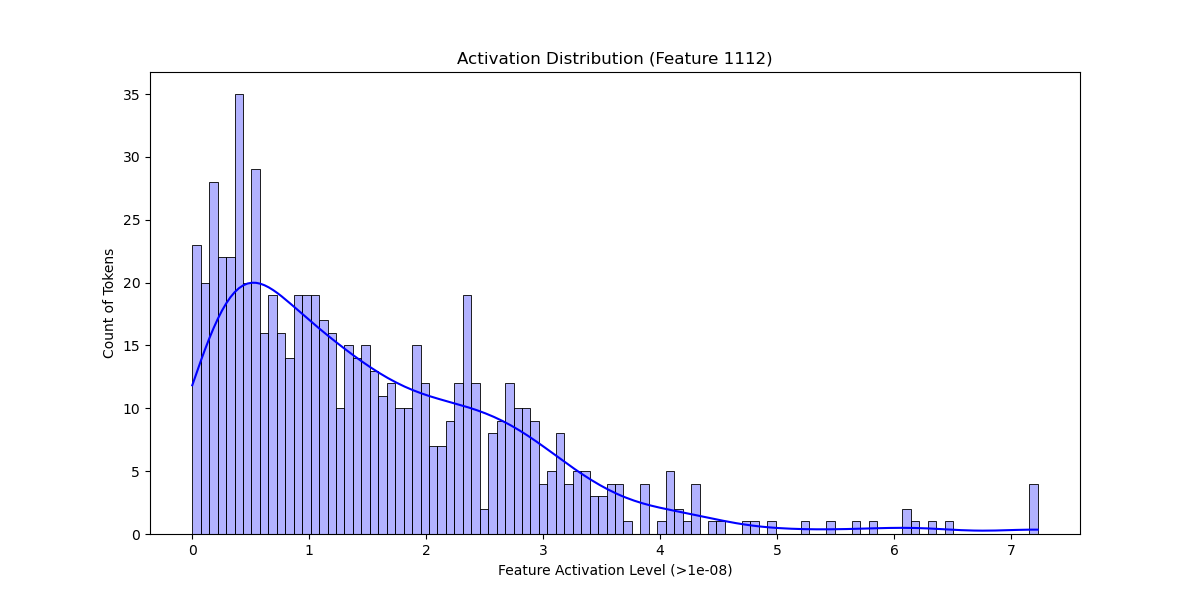 Activation Distribution (Feature 1112)
35
30
25
20
15
10
5
0
Count of Tokens
0 1 2 3 4 5 6 7
Feature Activation Level (>1e-08)